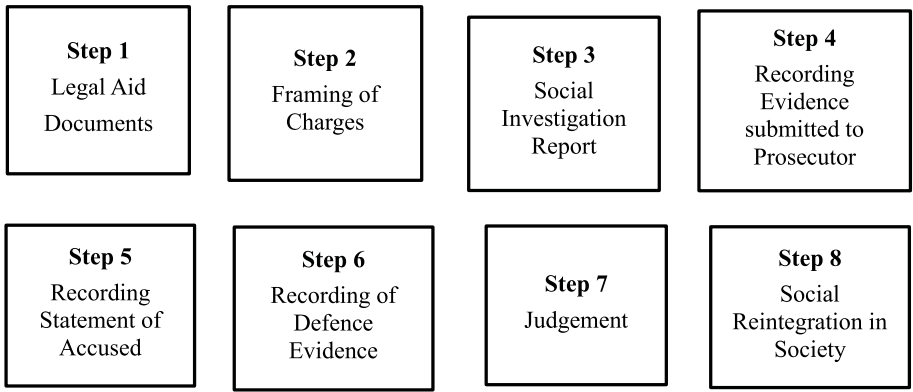 Step 1
Legal Aid
Documents
Step 2
Framing of
Charges
Step 3
Social
Investigation
Report
Step 4
Recording
Evidence
submitted to
Prosecutor
Step 5
Recording
Statement of
Accused
Step 6
Recording of
Defence
Evidence
Step 7
Judgement
Step 8
Social
Reintegration in
Society